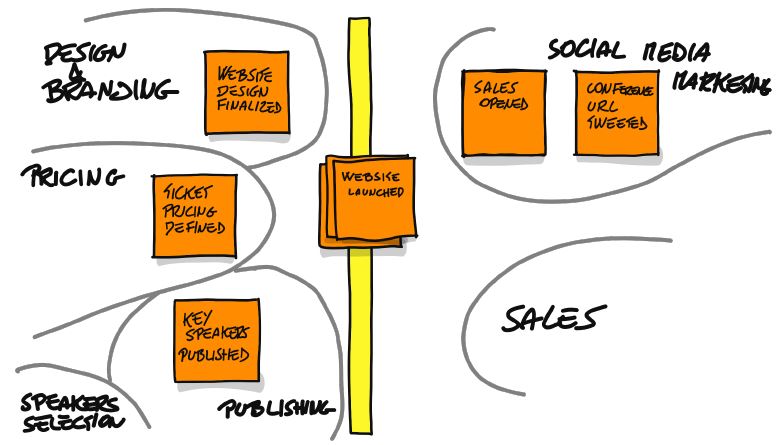 DESIGN
&
BRANDING
WEBSITE
DESIGN
FINALIZED
SOCIAL MEDIA
MARKETING
SALES
OPENED
CONFERENCE
URL
TWEETED
PRICING
TICKET
PRICING
DEFINED
WEBSITE
LAUNCHED
KEY
SPEAKERS
PUBLISHED
SALES
SPEAKERS
SELECTION
PUBLISHING